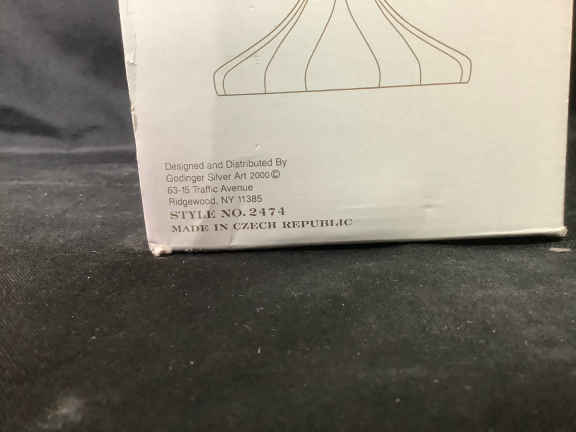 Designed and Distributed By
Godinger Silver Art 2000©
63-15 Traffic Avenue
Ridgewood, NY 11385
STYLE NO. 2474
MADE IN CZECH REPUBLIC